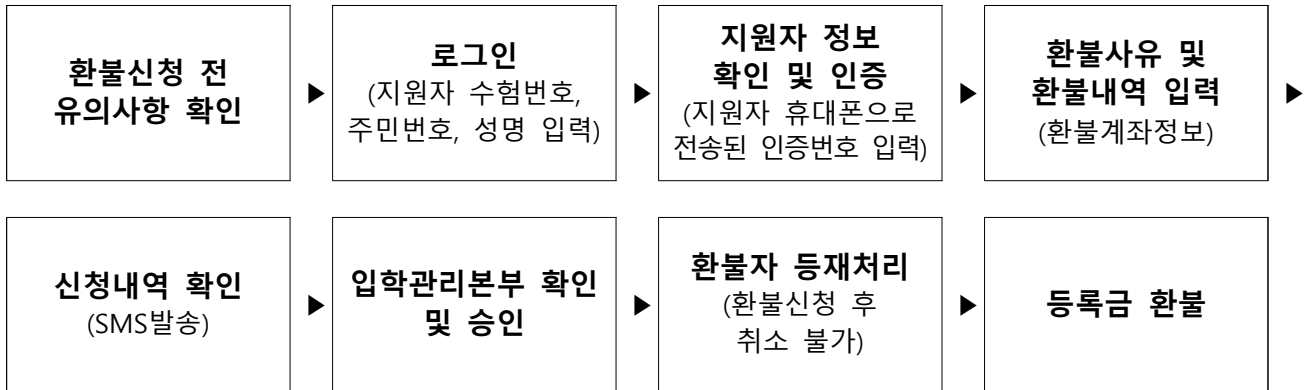 환불신청 전
유의사항 확인
▶
로그인
(지원자 수험번호,
주민번호, 성명 입력)
▶
지원자 정보
확인 및 인증
(지원자 휴대폰으로
전송된 인증번호 입력)
▶
환불사유 및
환불내역 입력
(환불계좌정보)
▶
신청내역 확인
(SMS발송)
▶
입학관리본부 확인
및 승인
▶
환불자 등재처리
(환불신청 후
취소 불가)
▶
등록금 환불